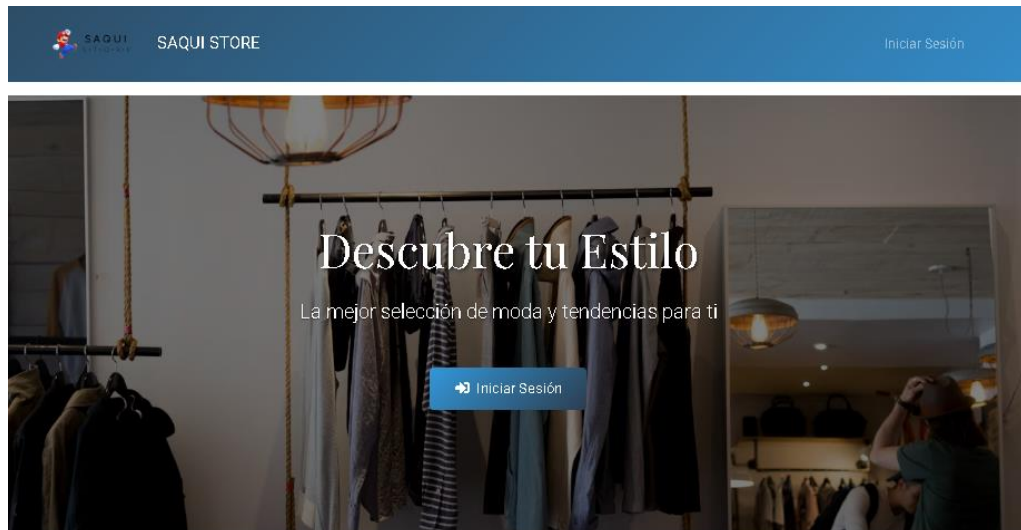 SAQUI
SAQUI STORE
Iniciar Sesión
Descubre tu Estilo
La mejor selección de moda y tendencias para ti
Iniciar Sesión